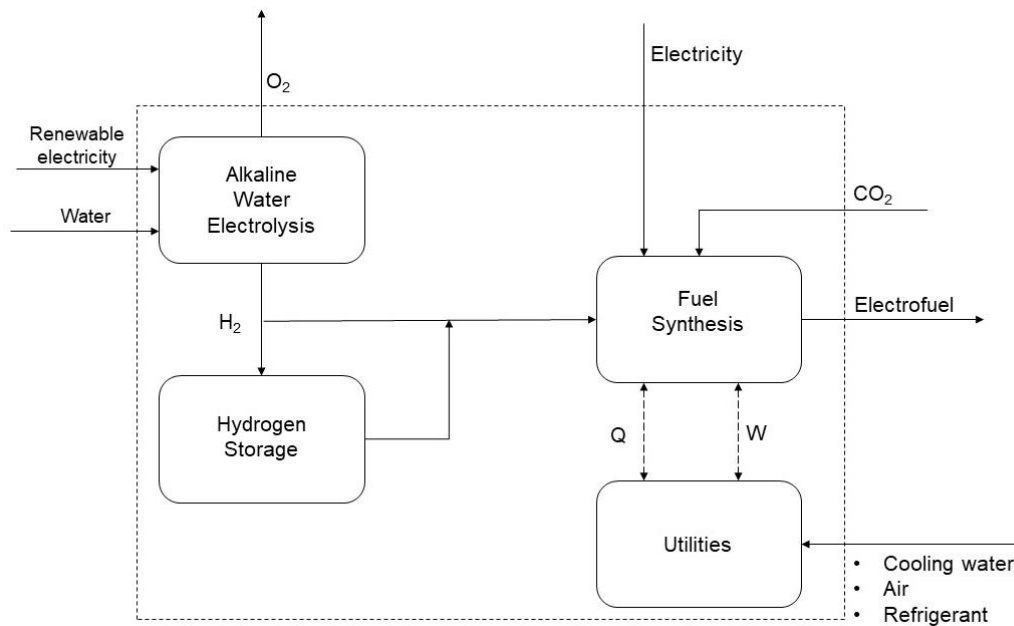 O₂
Electricity
Renewable
electricity
Water
Alkaline
Water
Electrolysis
CO₂
H₂
Fuel
Synthesis
Electrofuel
Hydrogen
Storage
Q
W
Utilities
• Cooling water
• Air
• Refrigerant